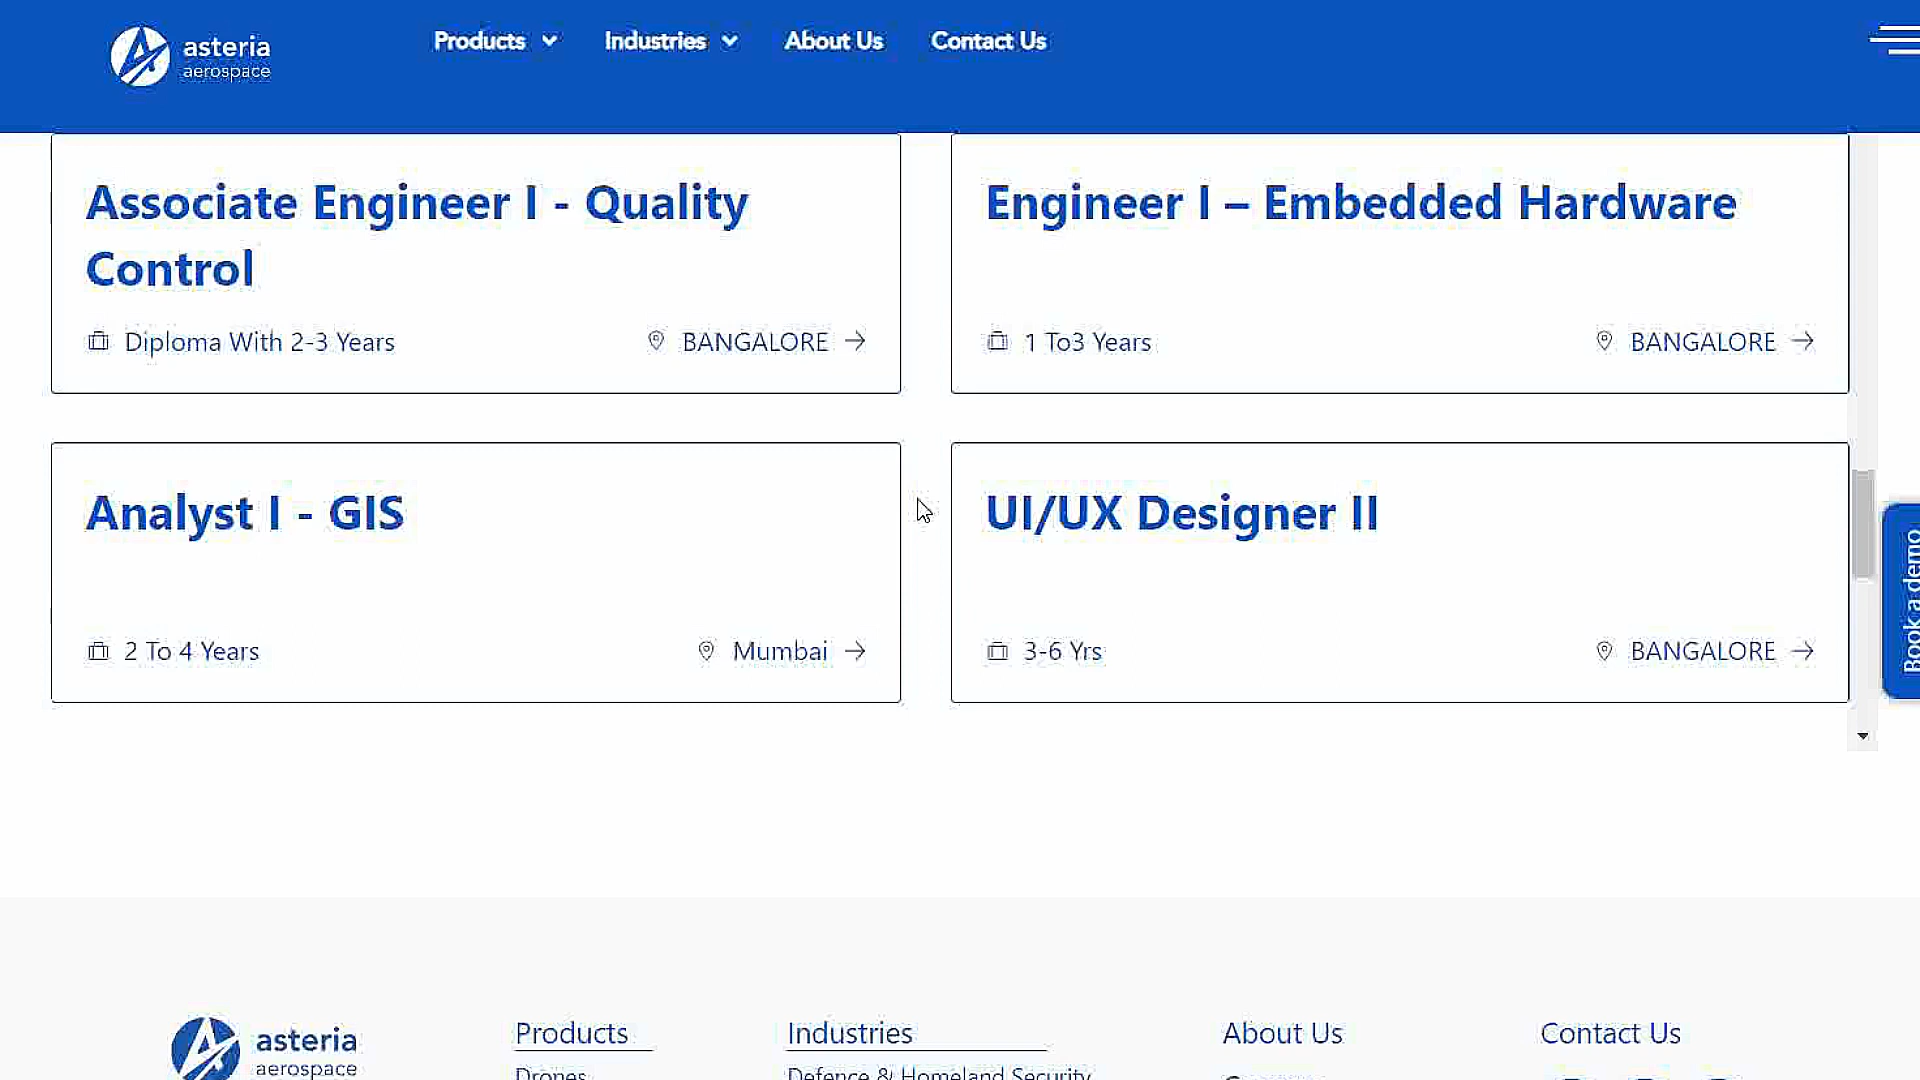 asteria
aerospace
Products
Industries
About Us
Contact Us
Associate Engineer I - Quality
Control
Diploma With 2-3 Years
BANGALORE
Engineer I – Embedded Hardware
1 To3 Years
BANGALORE
Analyst I - GIS
2 To 4 Years
Mumbai
UI/UX Designer II
3-6 Yrs
BANGALORE
Book a demo
asteria
aerospace
Products
Drones
Industries
Defence & Homeland Security
About Us
Contact Us